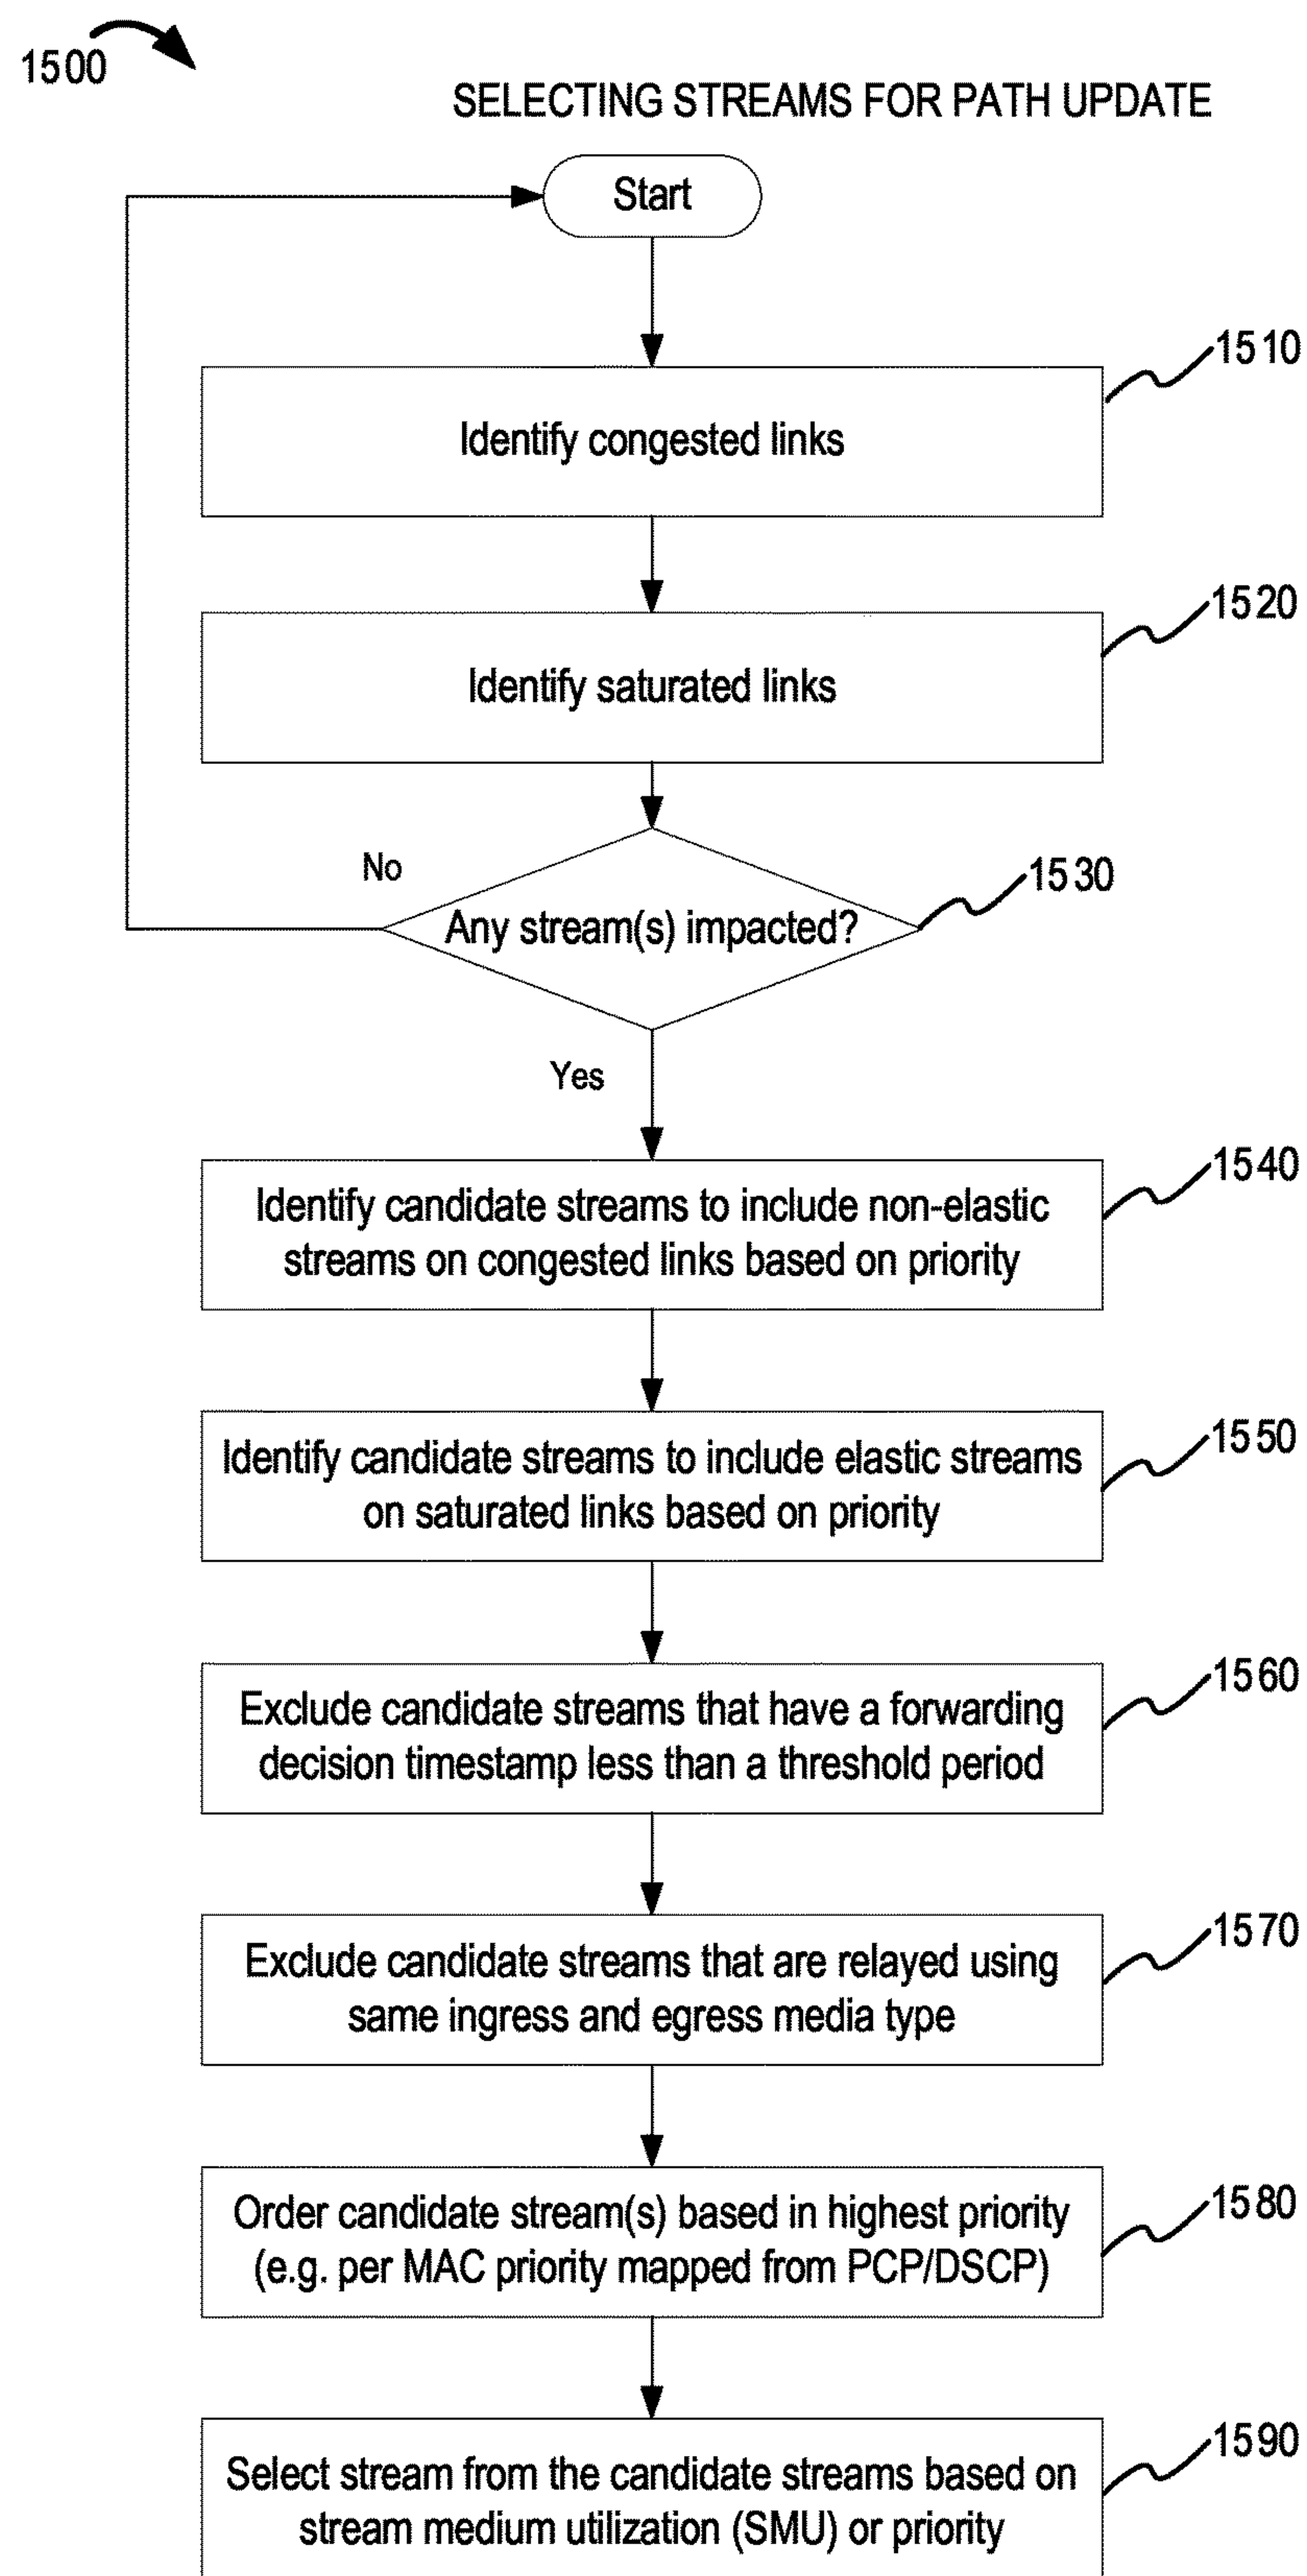 1500
SELECTING STREAMS FOR PATH UPDATE
Start
1510
Identify congested links
1520
Identify saturated links
No
1530
Any stream(s) impacted?
Yes
1540
Identify candidate streams to include non-elastic
streams on congested links based on priority
1550
Identify candidate streams to include elastic streams
on saturated links based on priority
1560
Exclude candidate streams that have a forwarding
decision timestamp less than a threshold period
1570
Exclude candidate streams that are relayed using
same ingress and egress media type
1580
Order candidate stream(s) based in highest priority
(e.g. per MAC priority mapped from PCP/DSCP)
1590
Select stream from the candidate streams based on
stream medium utilization (SMU) or priority